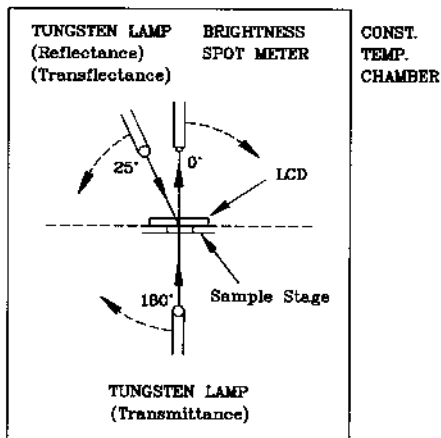 TUNGSTEN LAMP
(Reflectance)
(Transflectance)
BRIGHTNESS
SPOT METER
CONST.
TEMP.
CHAMBER
25°
0°
LCD
180°
Sample Stage
TUNGSTEN LAMP
(Transmittance)